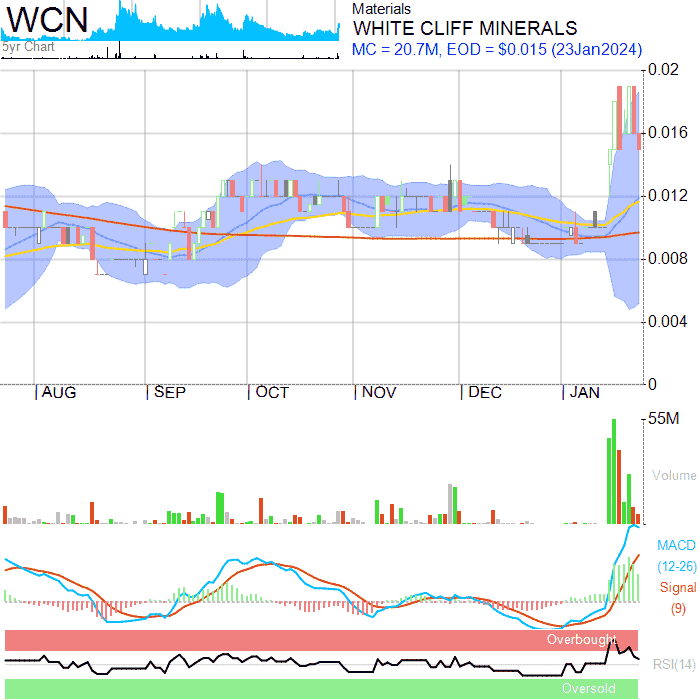 WCN
5yr Chart
Materials
WHITE CLIFF MINERALS
MC = 20.7M, EOD = $0.015 (23Jan2024)
0.02
0.016
0.012
0.008
0.004
0
AUG SEP OCT NOV DEC JAN
55M
Volume
MACD
(12-26)
Signal
(9)
Overbought
RSI(14)
Oversold